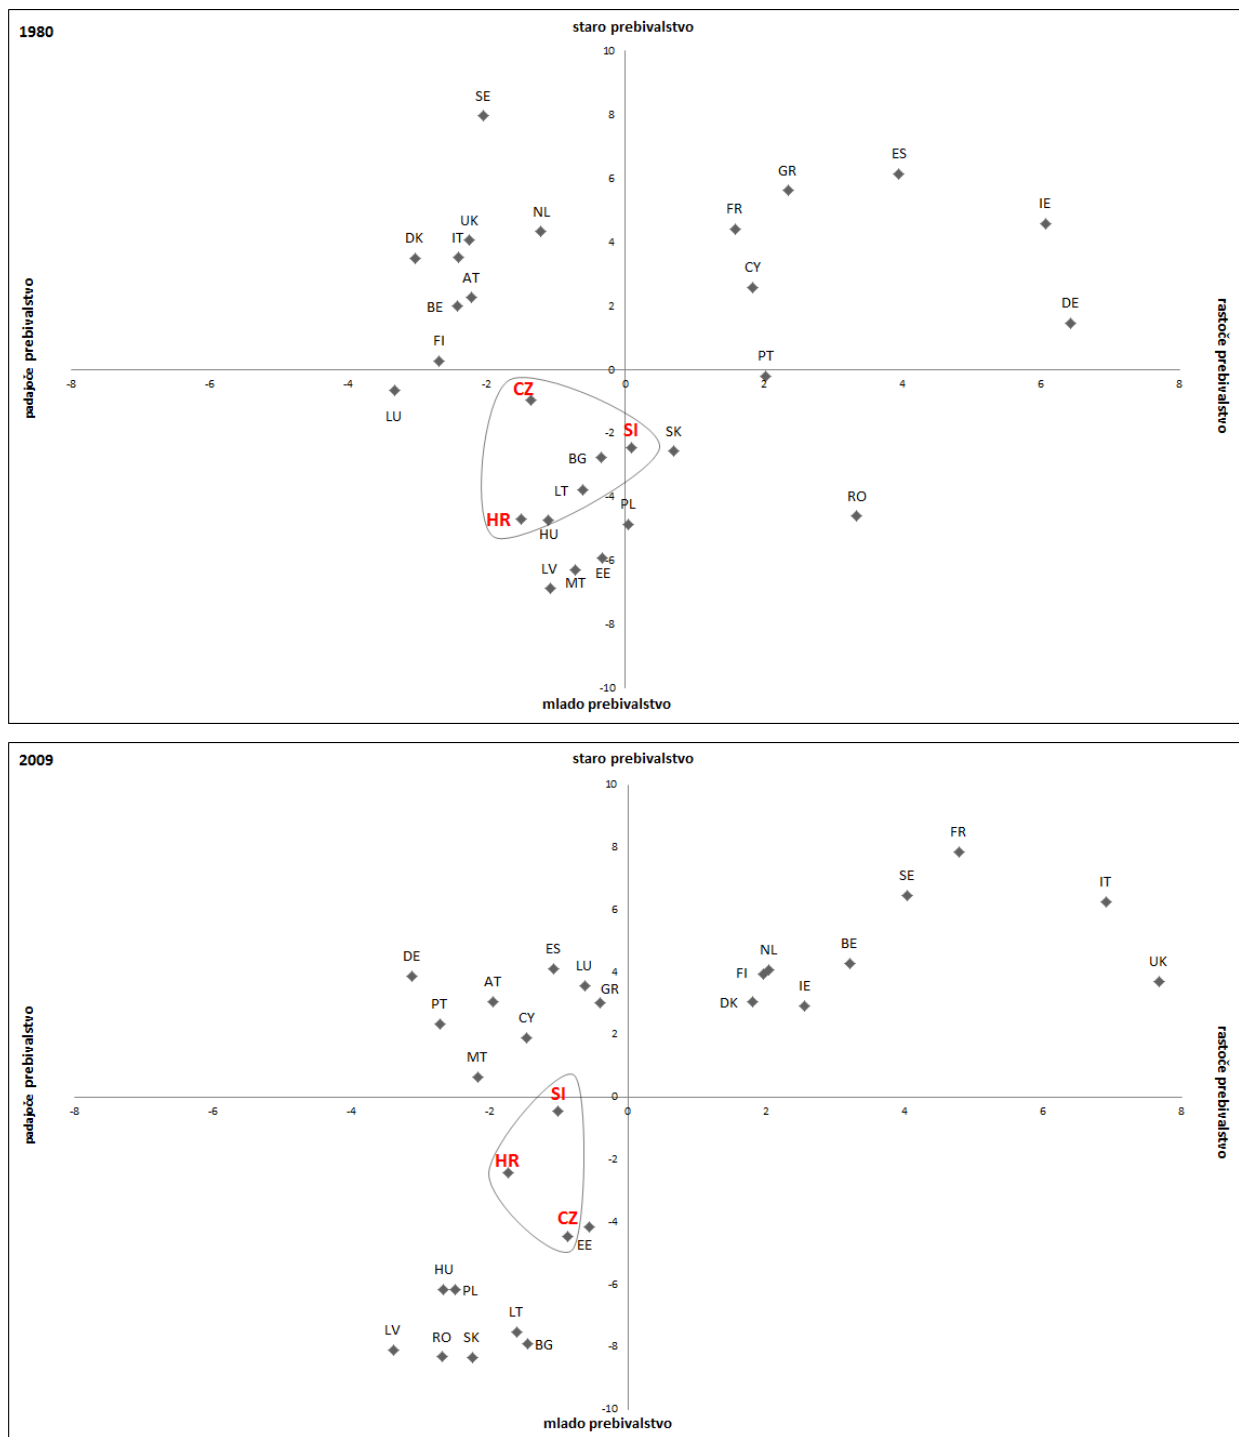 1980
staro prebivalstvo
10
SE
8
ES
6
GR
IE
NL
FR
UK
DK
IT
4
CY
AT
DE
BE
2
FI
PT
padajoče prebivalstvo
rastoče prebivalstvo
0
-8
-6
-4
-2
0
2
4
6
8
CZ
LU
SI
SK
-2
BG
LT
-4
RO
PL
HR
HU
-6
LV
EE
MT
-8
-10
mlado prebivalstvo
2009
staro prebivalstvo
10
FR
8
SE
IT
6
ES
BE
NL
DE
LU
UK
FI
4
AT
GR
IE
PT
DK
CY
2
MT
padajoče prebivalstvo
rastoče prebivalstvo
SI
0
-8
-6
-4
-2
0
2
4
6
8
HR
-2
CZ
-4
EE
HU
-6
PL
LT
LV
RO
SK
BG
-8
-10
mlado prebivalstvo